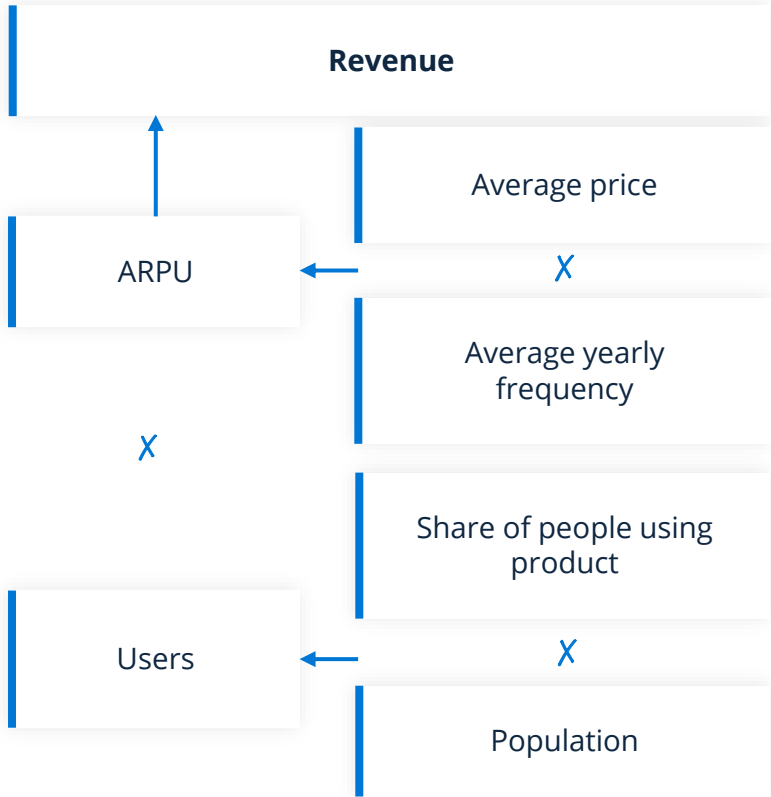 Revenue
Average price
ARPU
✗
Average yearly
frequency
✗
Share of people using
product
Users
✗
Population